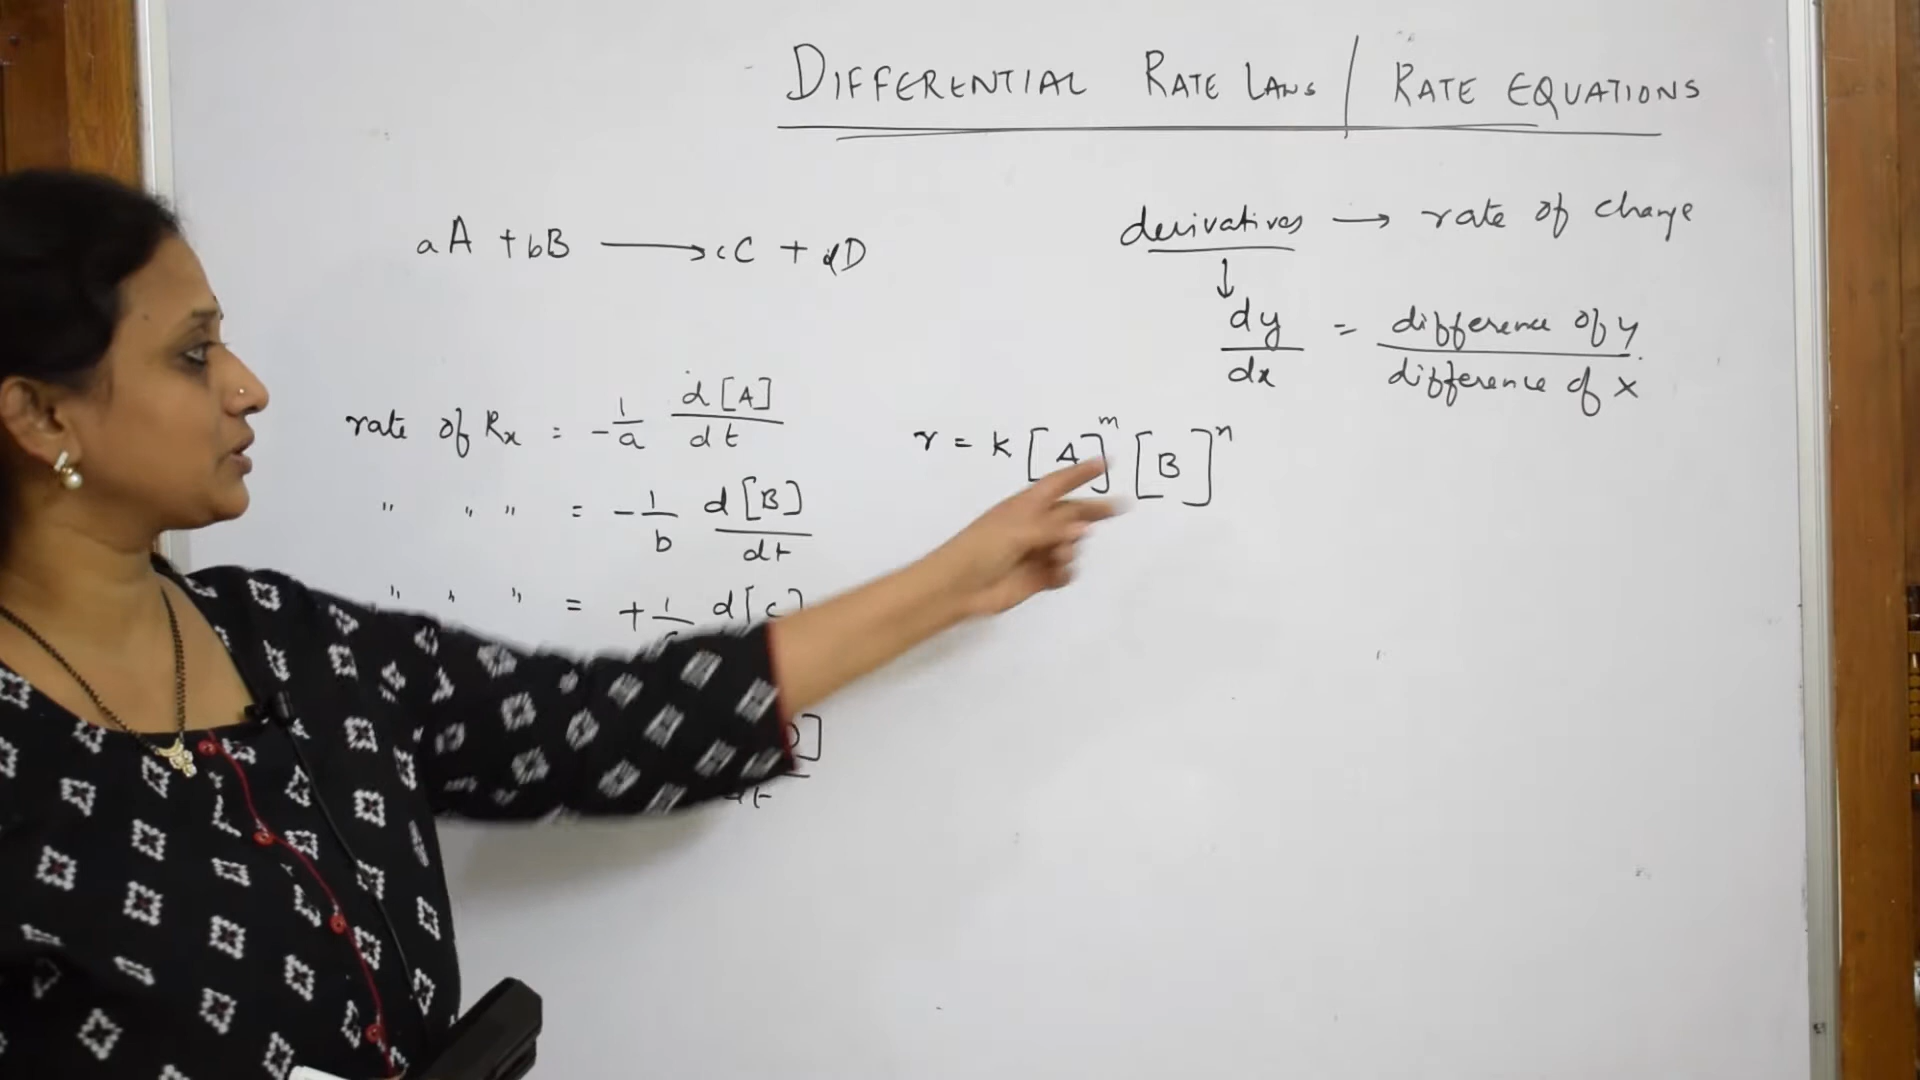 DIFFERENTIAL RATE LAWS / RATE EQUATIONS
derivatives → rate of change
↓
dy/dx = difference of y / difference of x
aA + bB → cC + dD
rate of Rx = -1/a d[A]/dt
" " " = -1/b d[B]/dt
" " " = +1/ d[C]
D]
dt
r = k [A]^m [B]^n